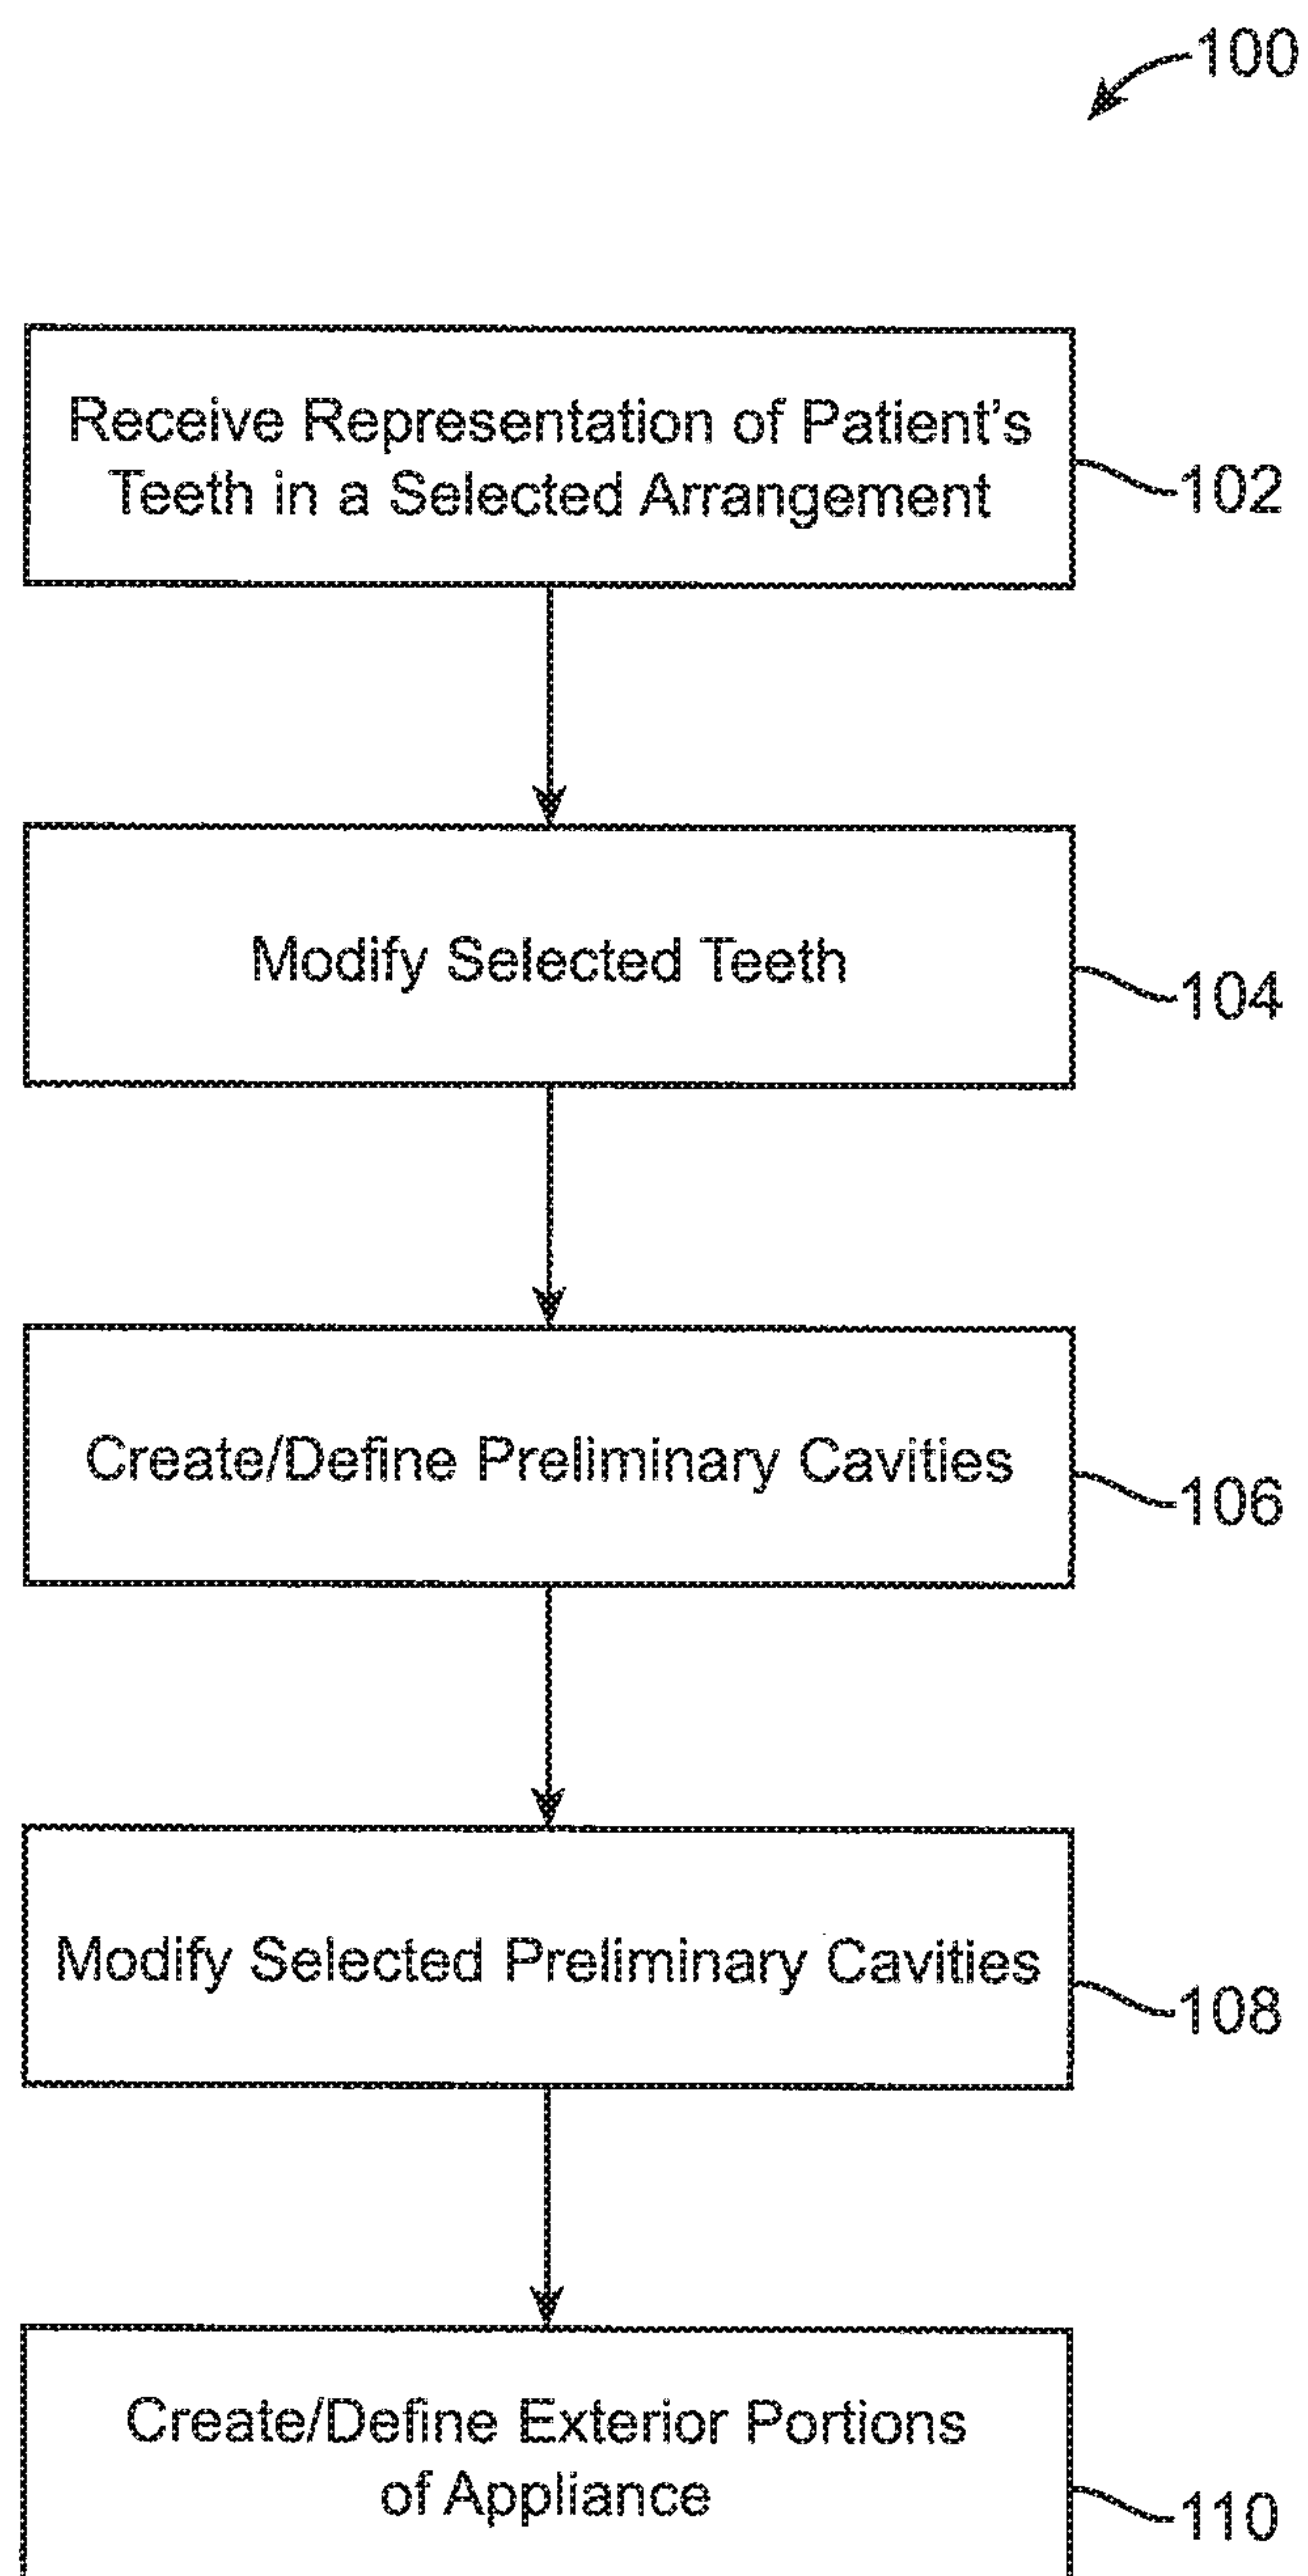 100
Receive Representation of Patient's
Teeth in a Selected Arrangement
102
Modify Selected Teeth
104
Create/Define Preliminary Cavities
106
Modify Selected Preliminary Cavities
108
Create/Define Exterior Portions
of Appliance
110